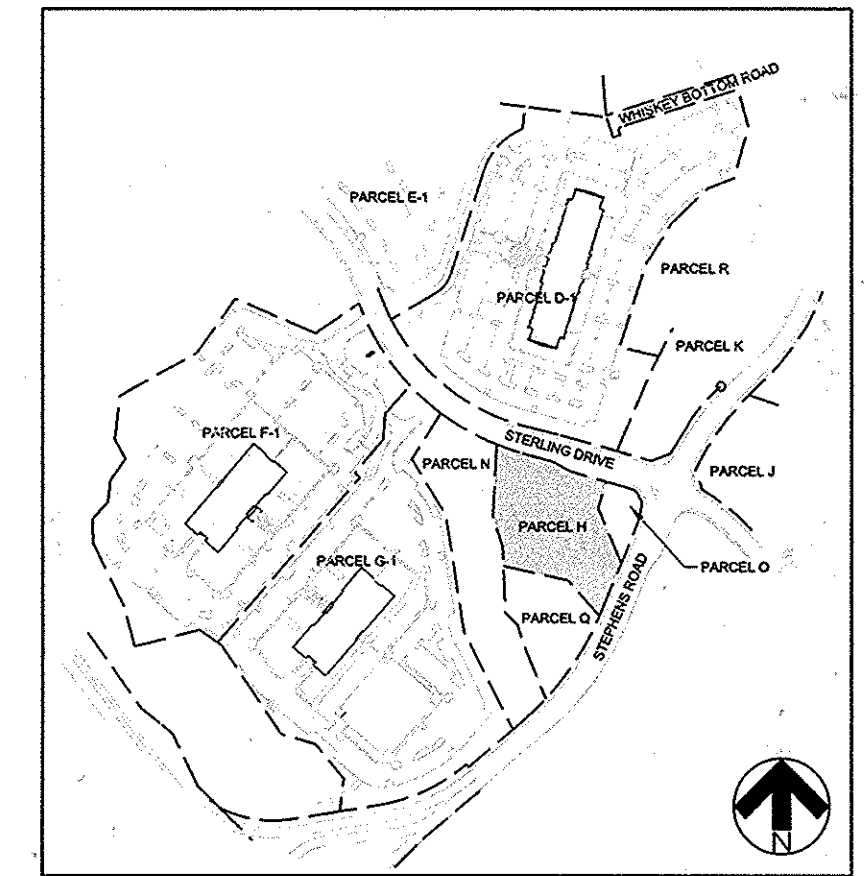 WHISKEY BOTTOM ROAD
PARCEL E-1
PARCEL R
PARCEL D-1
PARCEL K
PARCEL F-1
STERLING DRIVE
PARCEL N
PARCEL J
PARCEL H
PARCEL G-1
PARCEL O
PARCEL Q
STEPHENS ROAD
N